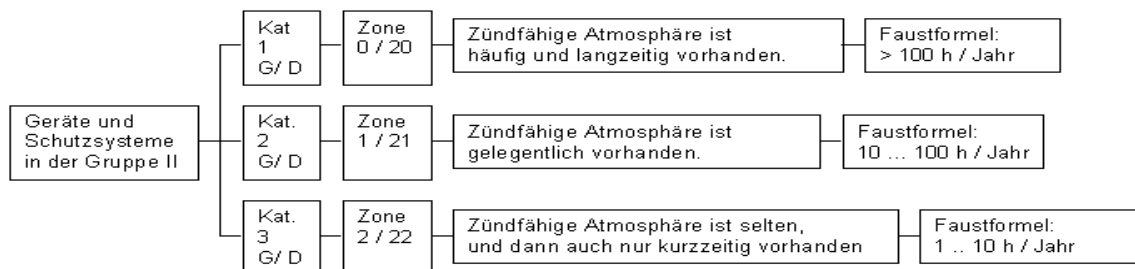 Geräte und
Schutzsysteme
in der Gruppe II
Kat
1
G/ D
Zone
0 / 20
Zündfähige Atmosphäre ist
häufig und langzeitig vorhanden.
Faustformel:
> 100 h / Jahr
Kat.
2
G/ D
Zone
1 / 21
Zündfähige Atmosphäre ist
gelegentlich vorhanden.
Faustformel:
10 ... 100 h / Jahr
Kat.
3
G/ D
Zone
2 / 22
Zündfähige Atmosphäre ist selten,
und dann auch nur kurzzeitig vorhanden
Faustformel:
1 .. 10 h / Jahr